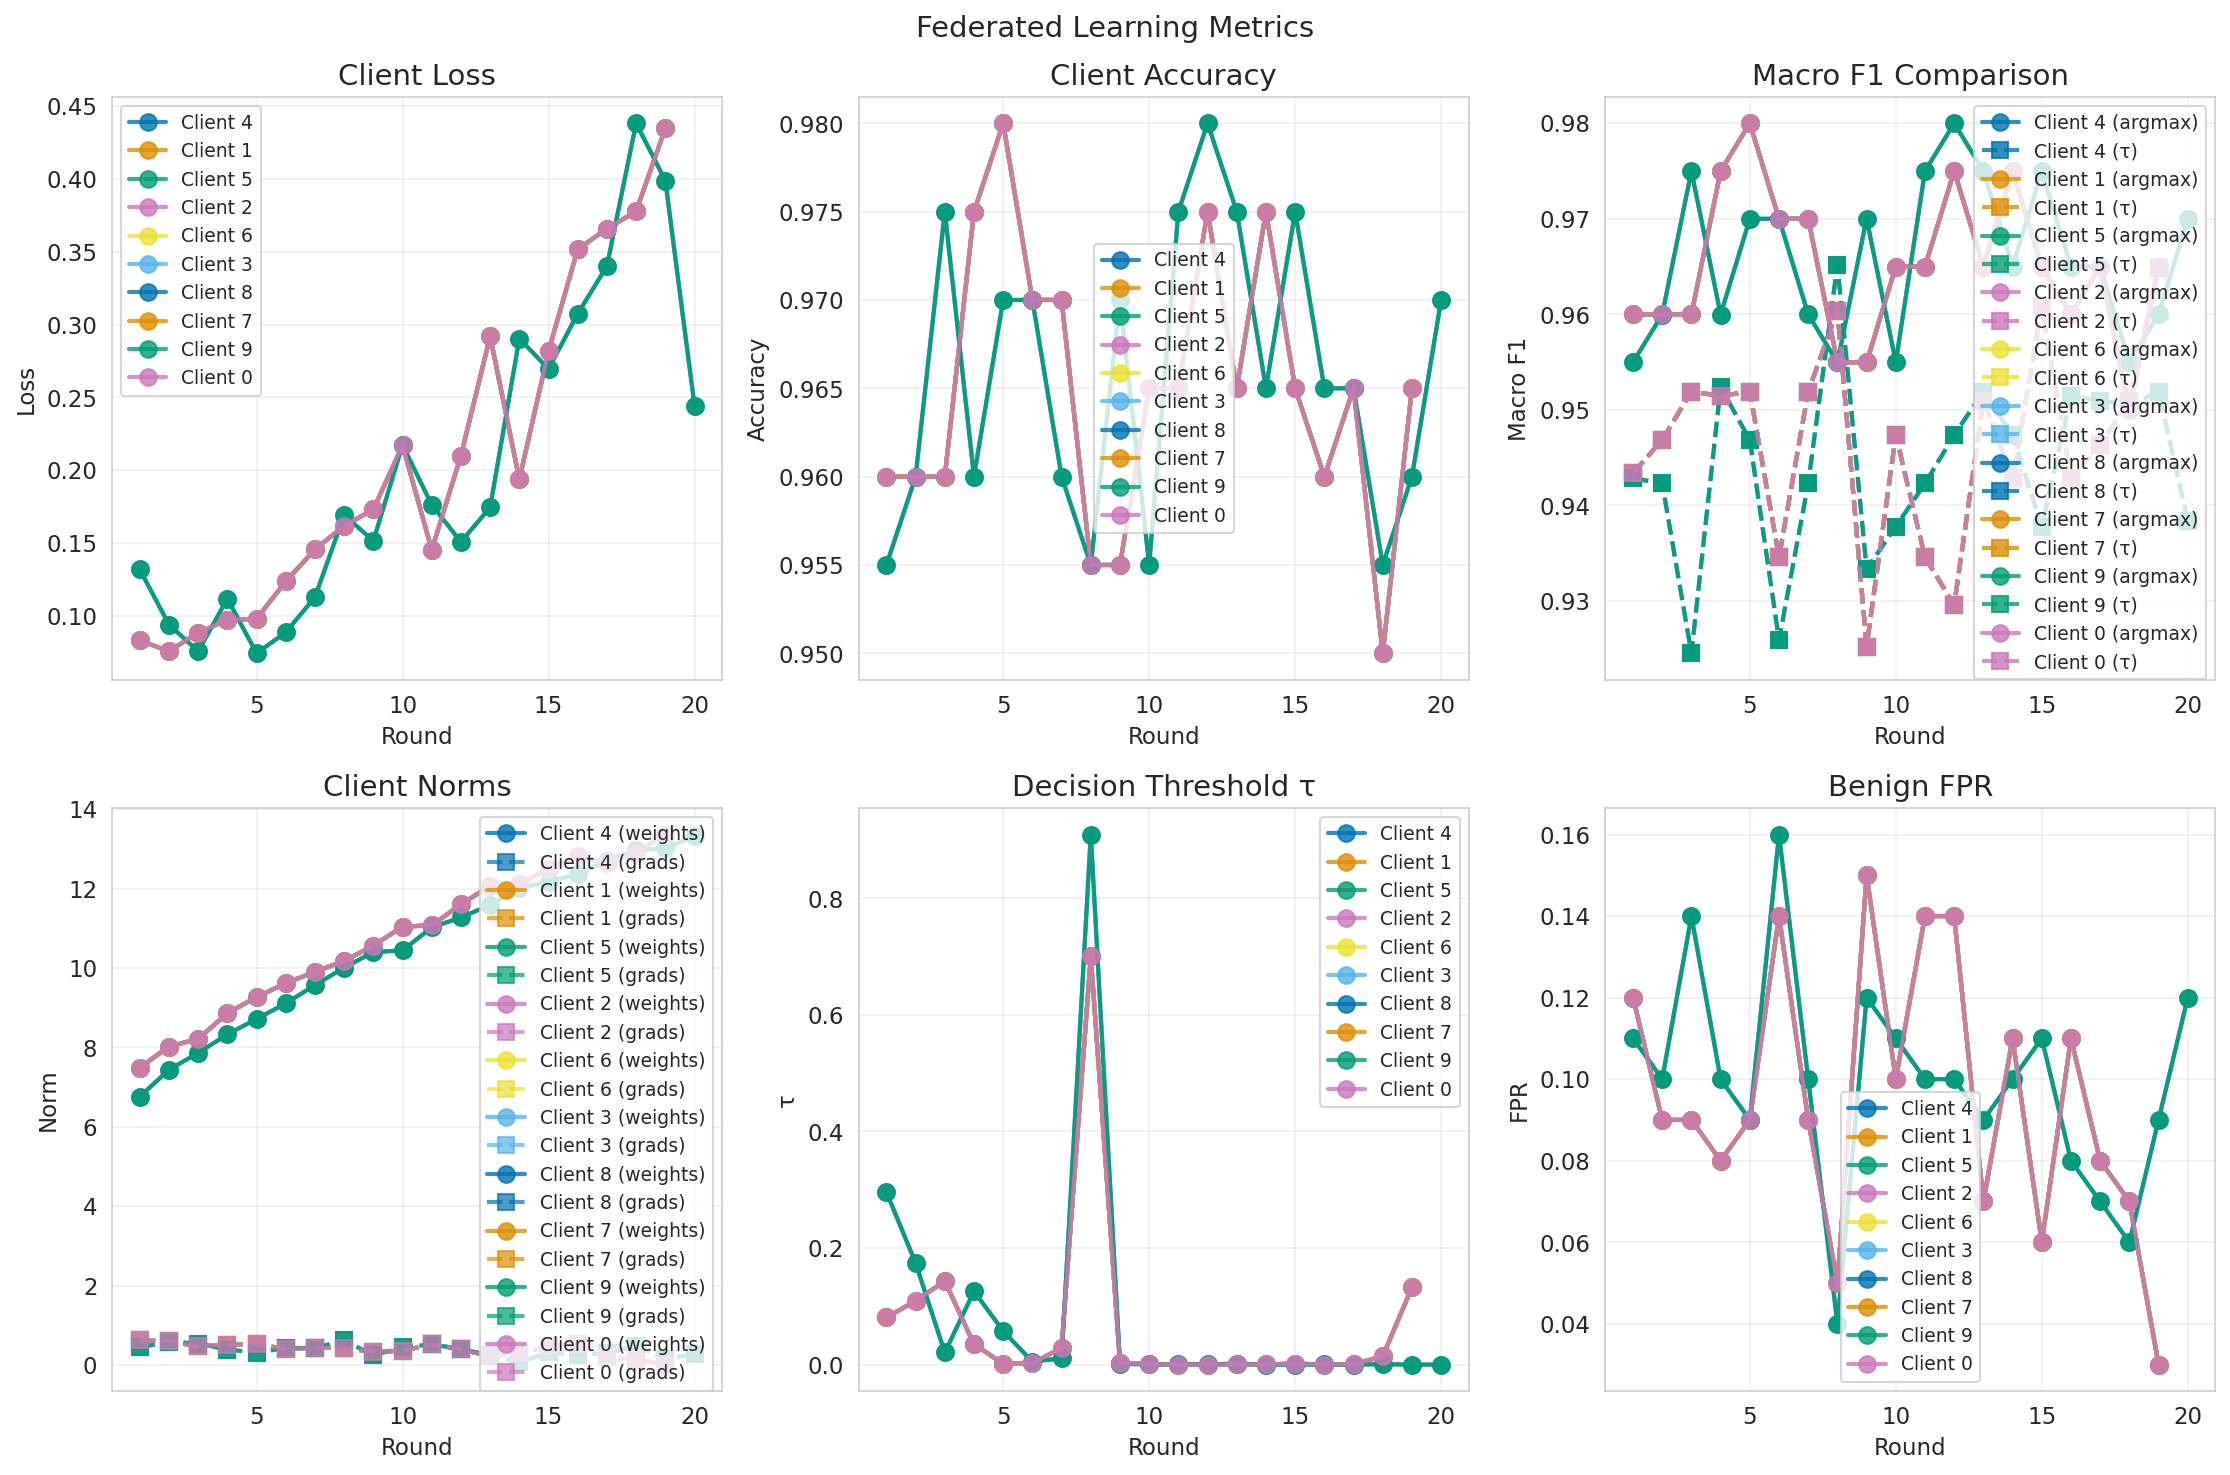 Federated Learning Metrics
Client Loss
0.45
0.40
0.35
0.30
0.25
0.20
0.15
0.10
Loss
Client 4
Client 1
Client 5
Client 2
Client 6
Client 3
Client 8
Client 7
Client 9
Client 0
5
10
15
20
Round
Client Accuracy
0.980
0.975
0.970
0.965
0.960
0.955
0.950
Accuracy
Client 4
Client 1
Client 5
Client 2
Client 6
Client 3
Client 8
Client 7
Client 9
Client 0
5
10
15
20
Round
Macro F1 Comparison
0.98
0.97
0.96
0.95
0.94
0.93
Macro F1
Client 4 (argmax)
Client 4 (τ)
Client 1 (argmax)
Client 1 (τ)
Client 5 (argmax)
Client 5 (τ)
Client 2 (argmax)
Client 2 (τ)
Client 6 (argmax)
Client 6 (τ)
Client 3 (argmax)
Client 3 (τ)
Client 8 (argmax)
Client 8 (τ)
Client 7 (argmax)
Client 7 (τ)
Client 9 (argmax)
Client 9 (τ)
Client 0 (argmax)
Client 0 (τ)
5
10
15
20
Round
Client Norms
14
12
10
8
6
4
2
0
Norm
Client 4 (weights)
Client 4 (grads)
Client 1 (weights)
Client 1 (grads)
Client 5 (weights)
Client 5 (grads)
Client 2 (weights)
Client 2 (grads)
Client 6 (weights)
Client 6 (grads)
Client 3 (weights)
Client 3 (grads)
Client 8 (weights)
Client 8 (grads)
Client 7 (weights)
Client 7 (grads)
Client 9 (weights)
Client 9 (grads)
Client 0 (weights)
Client 0 (grads)
5
10
15
20
Round
Decision Threshold τ
0.8
0.6
0.4
0.2
0.0
τ
Client 4
Client 1
Client 5
Client 2
Client 6
Client 3
Client 8
Client 7
Client 9
Client 0
5
10
15
20
Round
Benign FPR
0.16
0.14
0.12
0.10
0.08
0.06
0.04
FPR
Client 4
Client 1
Client 5
Client 2
Client 6
Client 3
Client 8
Client 7
Client 9
Client 0
5
10
15
20
Round